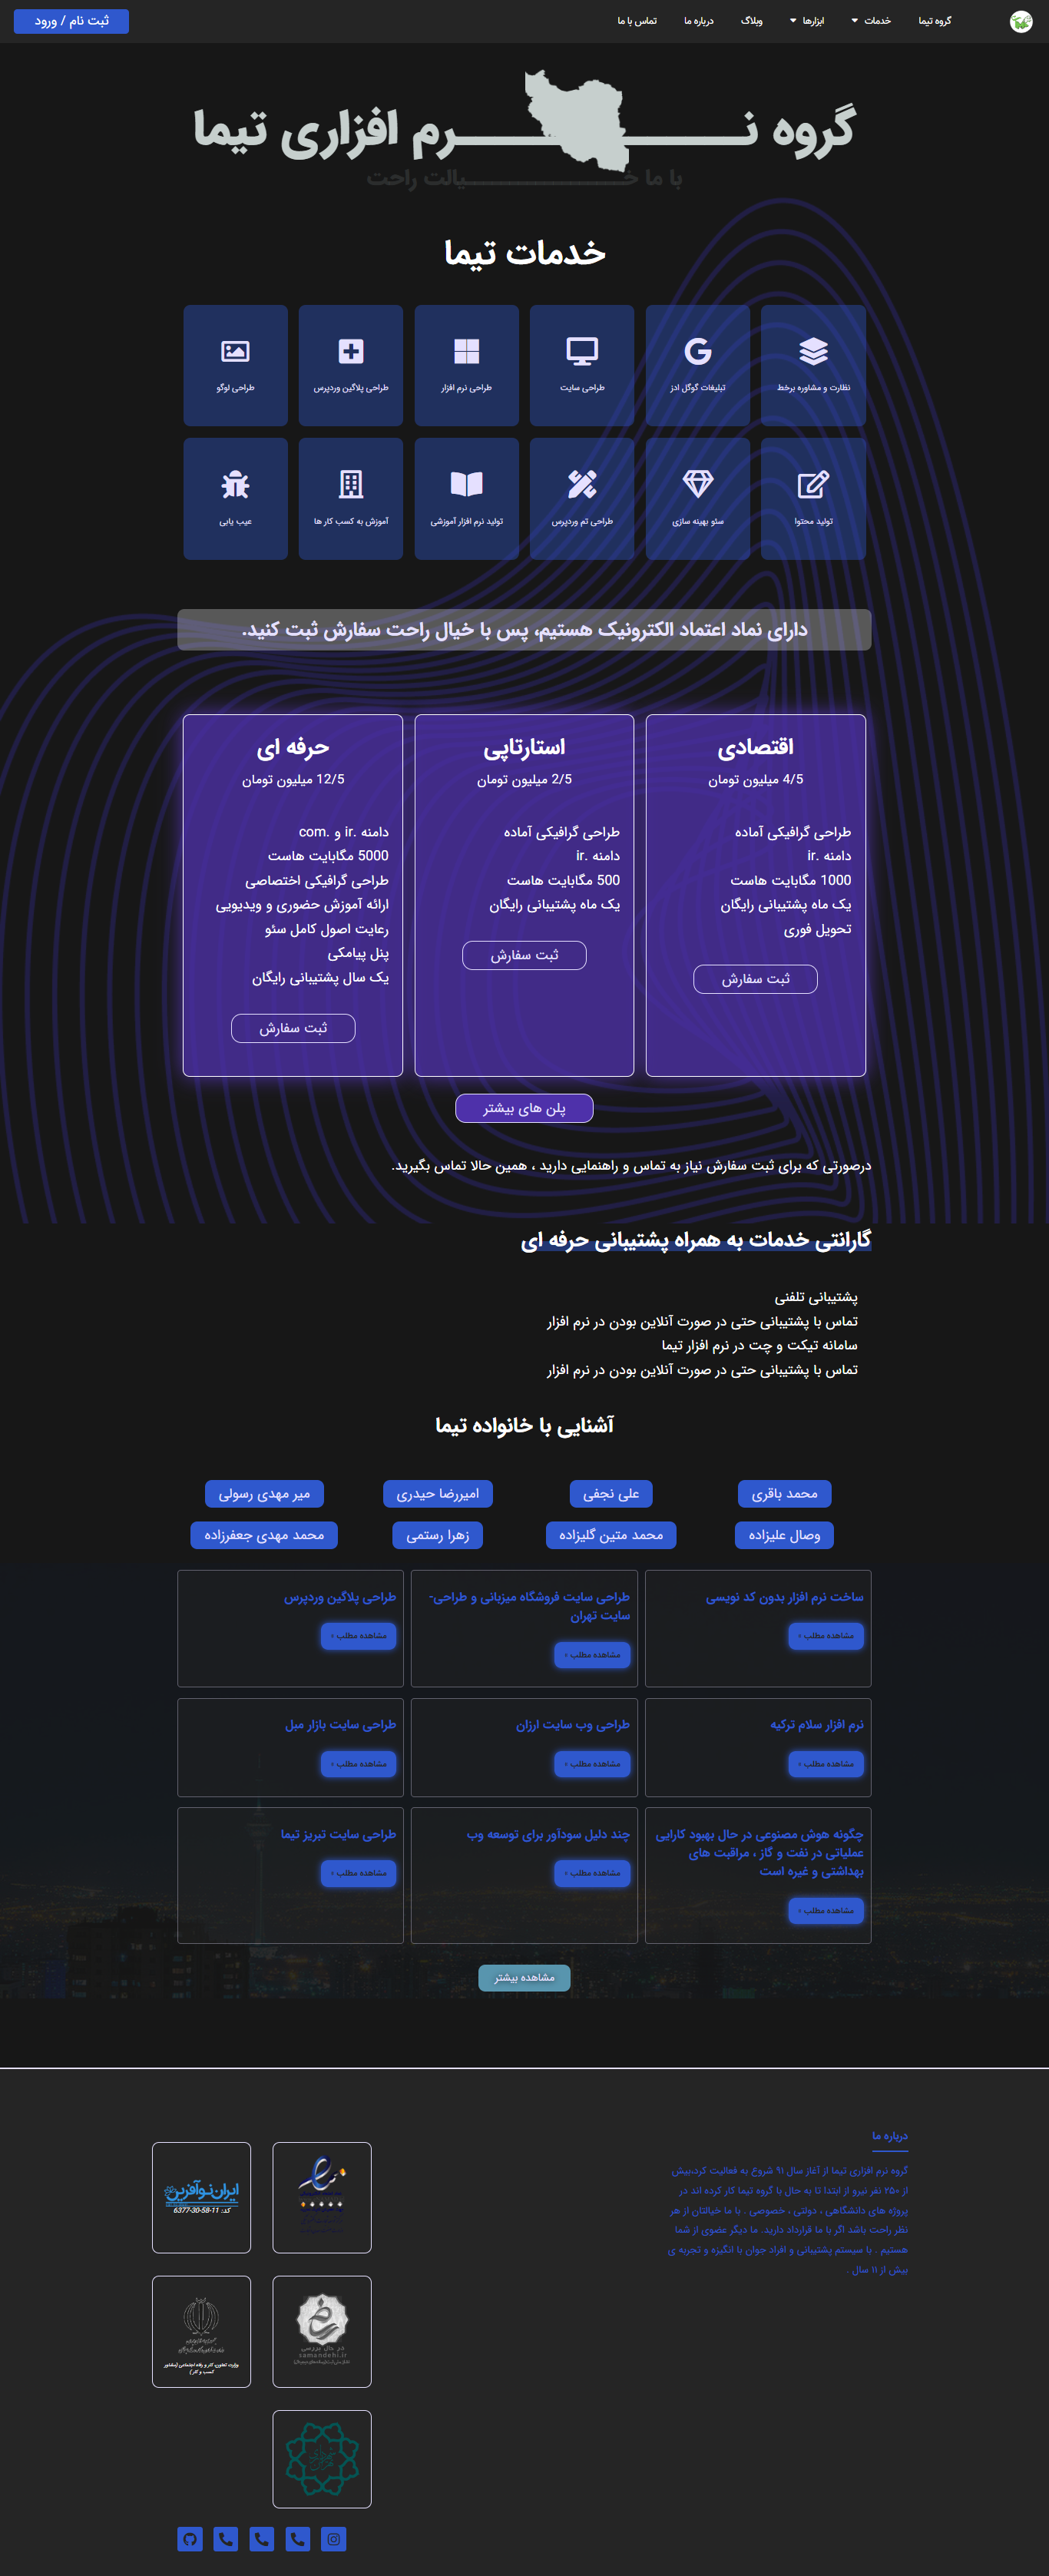 گروه تیما
خدمات
ابزارها
وبلاگ
درباره ما
تماس با ما
ثبت نام / ورود
گروه نـــــــــرم افزاری تیما
با ما خـــــــــیالت راحت
خدمات تیما
نظارت و مشاوره برخط
تبلیغات گوگل ادز
طراحی سایت
طراحی نرم افزار
طراحی پلاگین وردپرس
طراحی لوگو
تولید محتوا
سئو بهینه سازی
طراحی تم وردپرس
تولید نرم افزار آموزشی
آموزش به کسب کار ها
عیب یابی
دارای نماد اعتماد الکترونیک هستیم، پس با خیال راحت سفارش ثبت کنید.
اقتصادی
4/5 میلیون تومان
طراحی گرافیکی آماده
دامنه .ir
1000 مگابایت هاست
یک ماه پشتیبانی رایگان
تحویل فوری
ثبت سفارش
استارتاپی
2/5 میلیون تومان
طراحی گرافیکی آماده
دامنه .ir
500 مگابایت هاست
یک ماه پشتیبانی رایگان
ثبت سفارش
حرفه ای
12/5 میلیون تومان
دامنه .ir و .com
5000 مگابایت هاست
طراحی گرافیکی اختصاصی
ارائه آموزش حضوری و ویدیویی
رعایت اصول کامل سئو
پنل پیامکی
یک سال پشتیبانی رایگان
ثبت سفارش
پلن های بیشتر
درصورتی که برای ثبت سفارش نیاز به تماس و راهنمایی دارید ، همین حالا تماس بگیرید.
گارانتی خدمات به همراه پشتیبانی حرفه ای
پشتیبانی تلفنی
تماس با پشتیبانی حتی در صورت آنلاین بودن در نرم افزار
سامانه تیکت و چت در نرم افزار تیما
تماس با پشتیبانی حتی در صورت آنلاین بودن در نرم افزار
آشنایی با خانواده تیما
محمد باقری
علی نجفی
امیررضا حیدری
میر مهدی رسولی
وصال علیزاده
محمد متین گلیزاده
زهرا رستمی
محمد مهدی جعفرزاده
ساخت نرم افزار بدون کد نویسی
مشاهده مطلب »
طراحی سایت فروشگاه میزبانی و طراحی-
سایت تهران
مشاهده مطلب »
طراحی پلاگین وردپرس
مشاهده مطلب »
نرم افزار سلام ترکیه
مشاهده مطلب »
طراحی وب سایت ارزان
مشاهده مطلب »
طراحی سایت بازار مبل
مشاهده مطلب »
چگونه هوش مصنوعی در حال بهبود کارایی
عملیاتی در نفت و گاز ، مراقبت های
بهداشتی و غیره است
مشاهده مطلب »
چند دلیل سودآور برای توسعه وب
مشاهده مطلب »
طراحی سایت تبریز تیما
مشاهده مطلب »
مشاهده بیشتر
درباره ما
گروه نرم افزاری تیما از آغاز سال ۹۱ شروع به فعالیت کرد،بیش
از ۲۵۰ نفر نیرو از ابتدا تا به حال با گروه تیما کار کرده اند در
پروژه های دانشگاهی ، دولتی ، خصوصی . با ما خیالتان از هر
نظر راحت باشد اگر با ما قرارداد دارید. ما دیگر عضوی از شما
هستیم . با سیستم پشتیبانی و افراد جوان با انگیزه و تجربه ی
بیش از ۱۱ سال .
ایران نوآفرین
کد: 11-58-30-6377
در حال بررسی
samandehi.ir
وزارت تعاون، کار و رفاه اجتماعی (مشاور
کسب و کار)